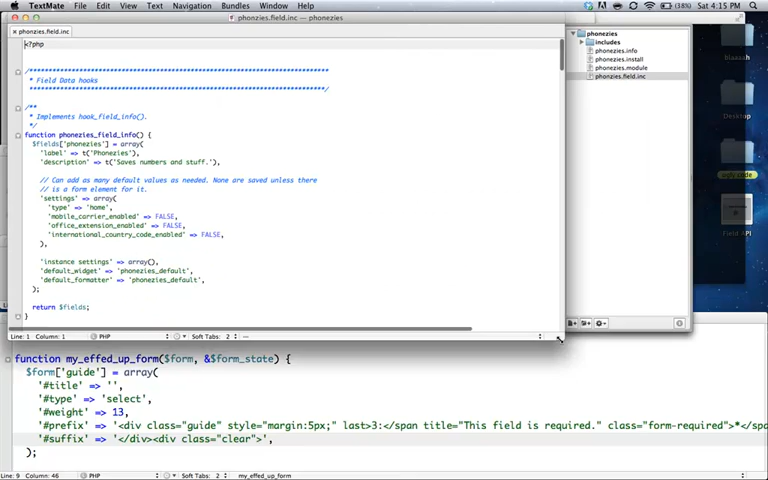 TextMate File Edit View Text Navigation Bundles Window Help (38%) Sat 4:15 PM
phonzies.field.inc — phonezies
phonzies.field.inc
<?php
/******************************************************************************
* Field Data hooks
******************************************************************************/
/**
* Implements hook_field_info().
*/
function phonezies_field_info() {
$fields['phonezies'] = array(
'label' => t('Phonezies'),
'description' => t('Saves numbers and stuff.'),
// Can add as many default values as needed. None are saved unless there
// is a form element for it.
'settings' => array(
'type' => 'home',
'mobile_carrier_enabled' => FALSE,
'office_extension_enabled' => FALSE,
'international_country_code_enabled' => FALSE,
),
'instance settings' => array(),
'default_widget' => 'phonezies_default',
'default_formatter' => 'phonezies_default',
);
return $fields;
}
Line: 1 Column: 1 PHP Soft Tabs: 2 —
phonezies
includes
phonezies.info
phonezies.install
phonezies.module
phonzies.field.inc
blaaaah
Desktop
ugly code
Field API
function my_effed_up_form($form, &$form_state) {
$form['guide'] = array(
'#title' => '',
'#type' => 'select',
'#weight' => 13,
'#prefix' => '<div class="guide" style="margin:5px;" last>3:</span title="This field is required." class="form-required">*</spa
'#suffix' => '</div><div class="clear">',
);
Line: 9 Column: 46 PHP Soft Tabs: 2 my_effed_up_form